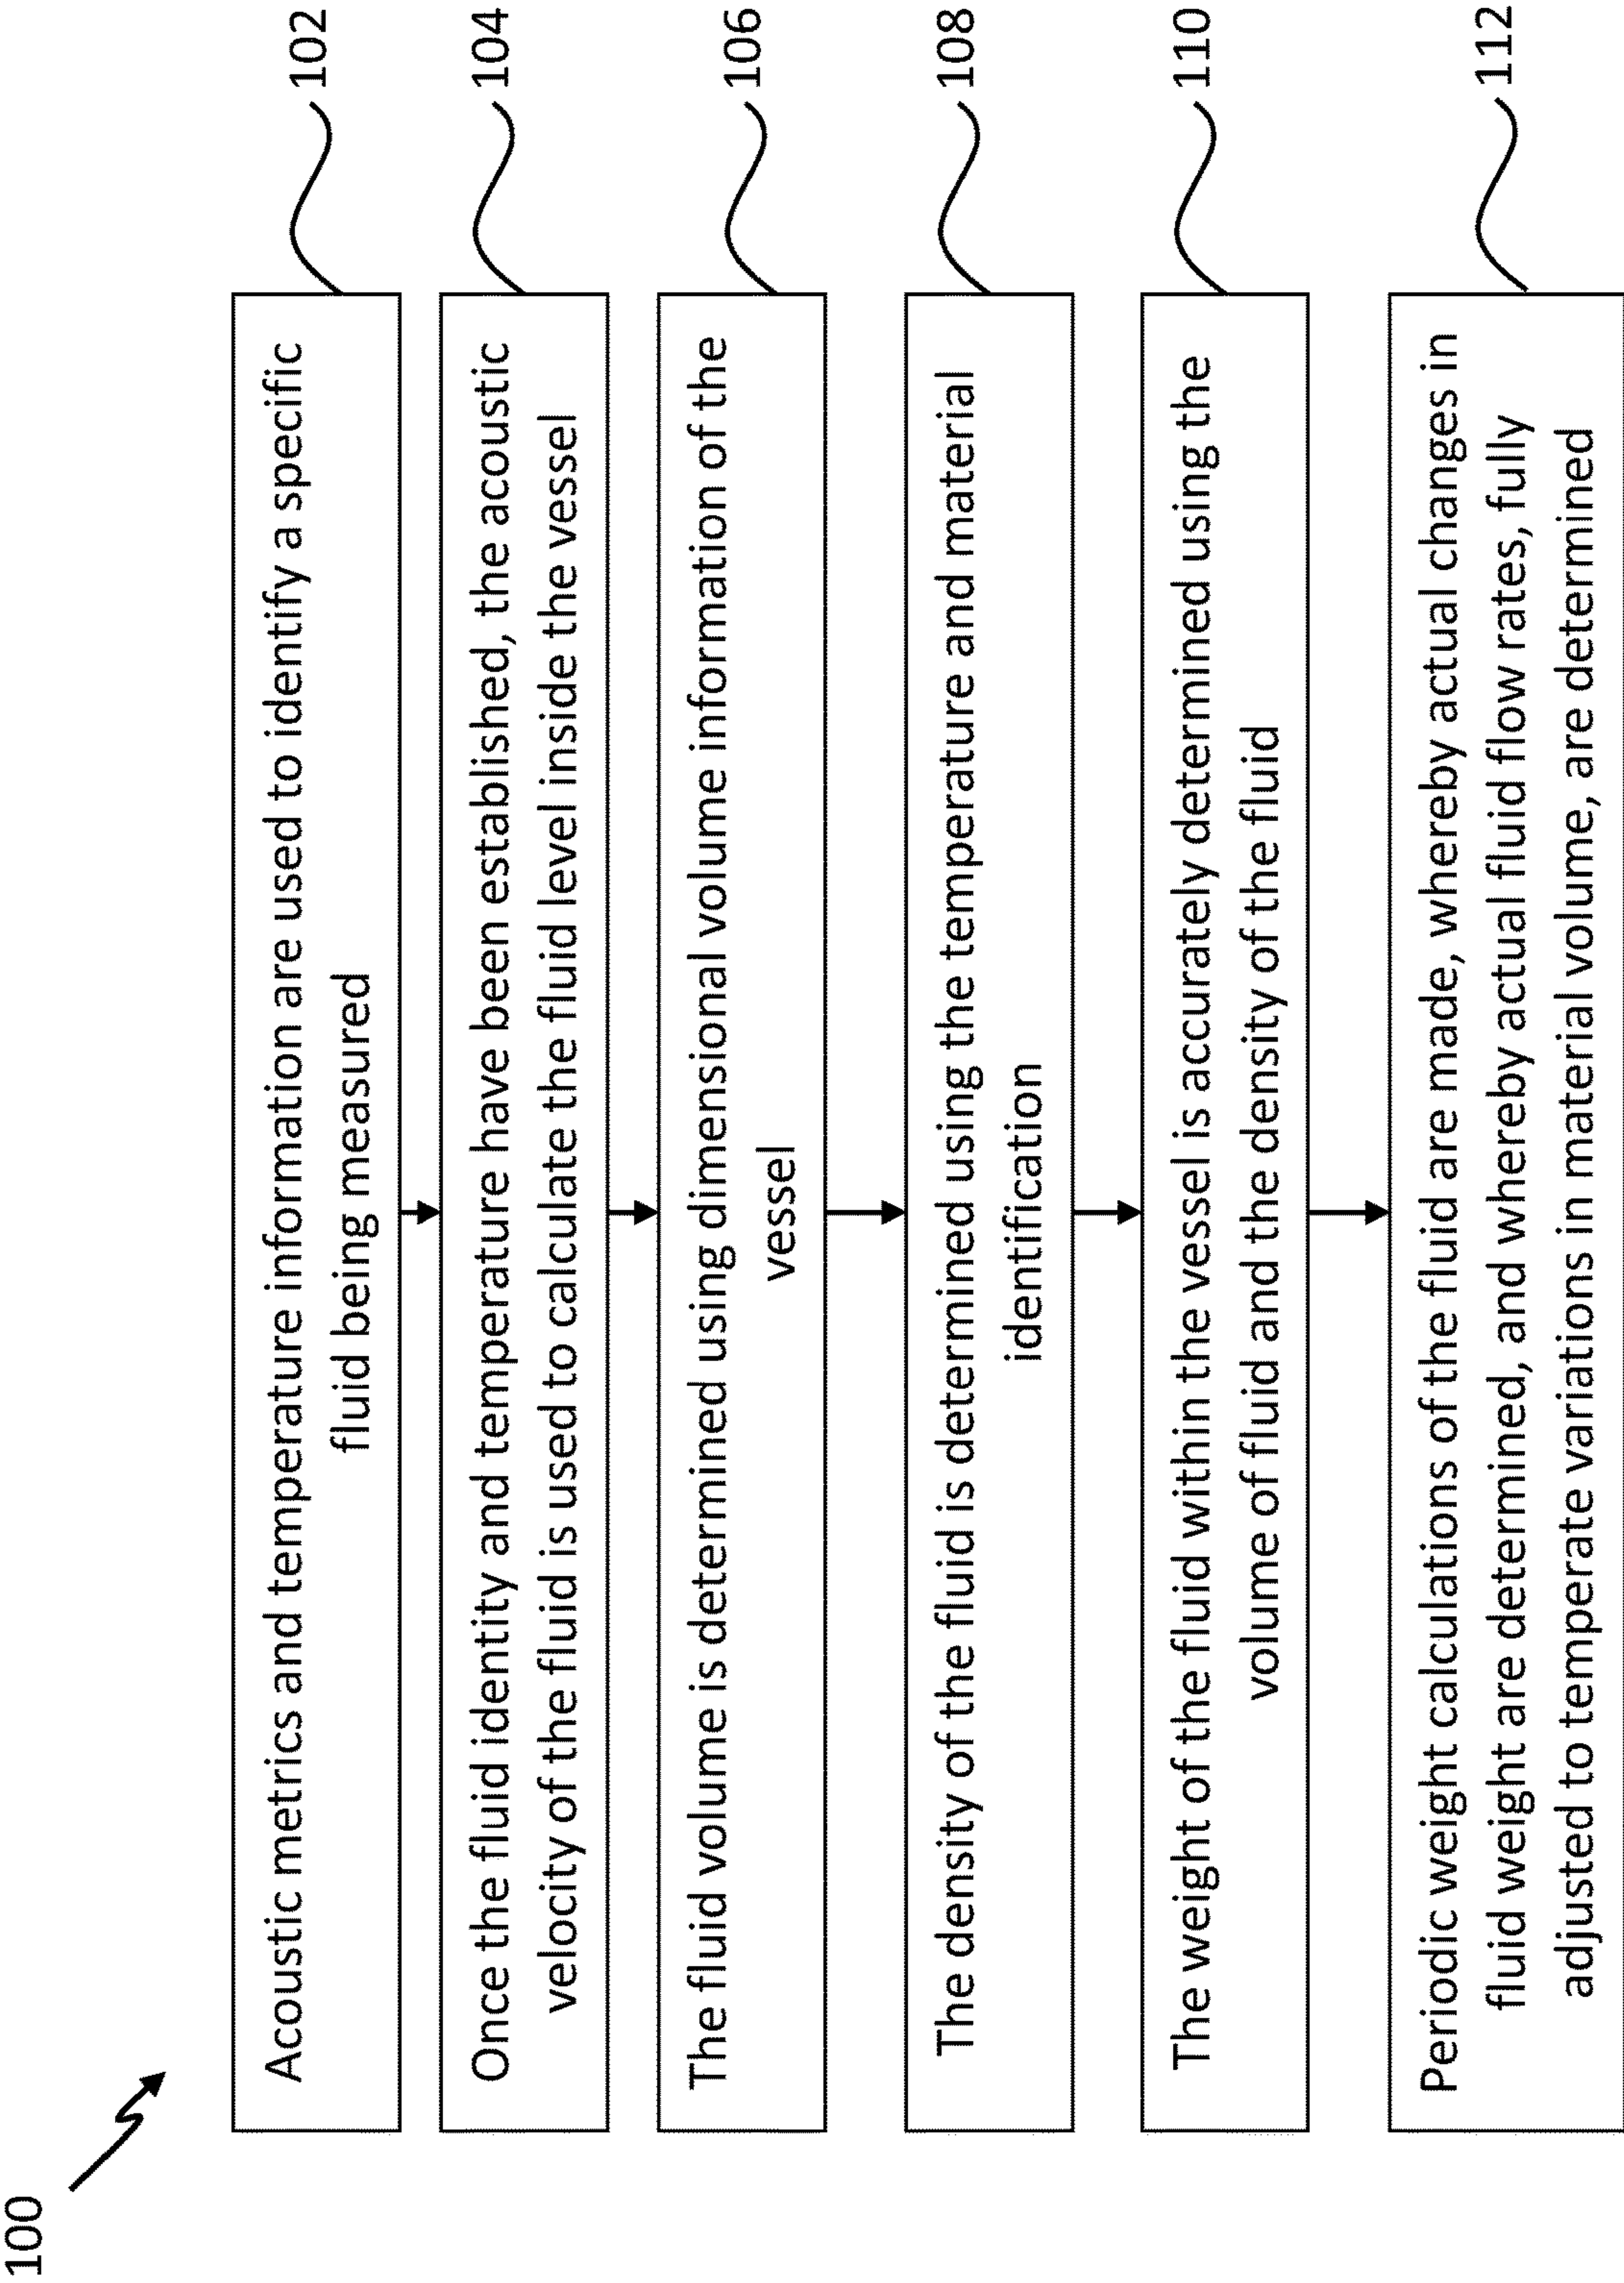 100
Acoustic metrics and temperature information are used to identify a specific
fluid being measured
102
Once the fluid identity and temperature have been established, the acoustic
velocity of the fluid is used to calculate the fluid level inside the vessel
104
The fluid volume is determined using dimensional volume information of the
vessel
106
The density of the fluid is determined using the temperature and material
identification
108
The weight of the fluid within the vessel is accurately determined using the
volume of fluid and the density of the fluid
110
Periodic weight calculations of the fluid are made, whereby actual changes in
fluid weight are determined, and whereby actual fluid flow rates, fully
adjusted to temperate variations in material volume, are determined
112